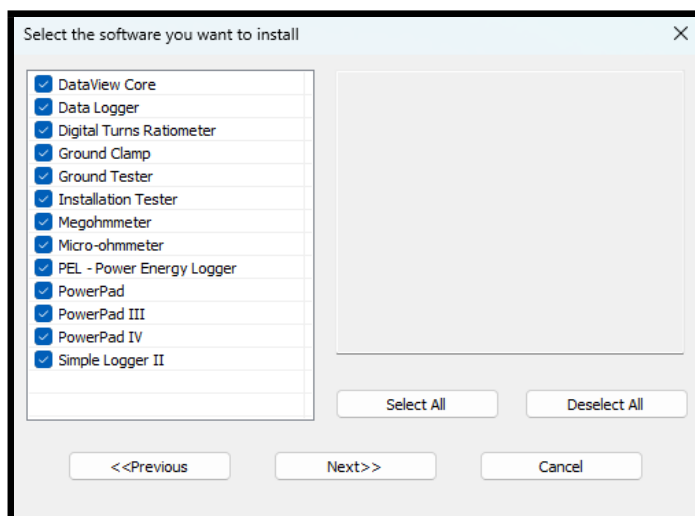 Select the software you want to install
DataView Core
Data Logger
Digital Turns Ratiometer
Ground Clamp
Ground Tester
Installation Tester
Megohmmeter
Micro-ohmmeter
PEL - Power Energy Logger
PowerPad
PowerPad III
PowerPad IV
Simple Logger II
Select All
Deselect All
<<Previous
Next>>
Cancel